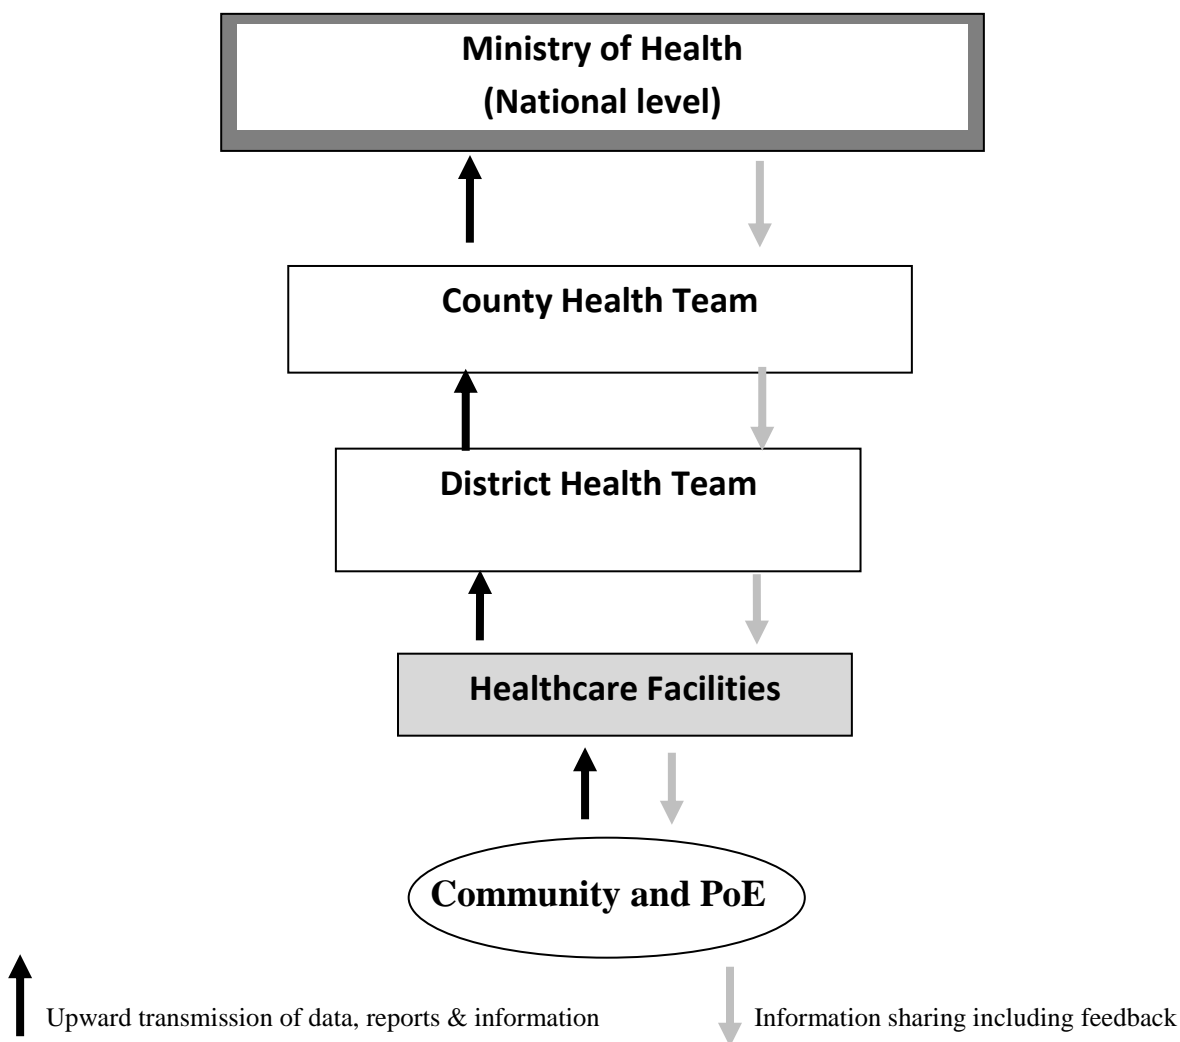 Ministry of Health
(National level)
County Health Team
District Health Team
Healthcare Facilities
Community and PoE
Upward transmission of data, reports & information
Information sharing including feedback